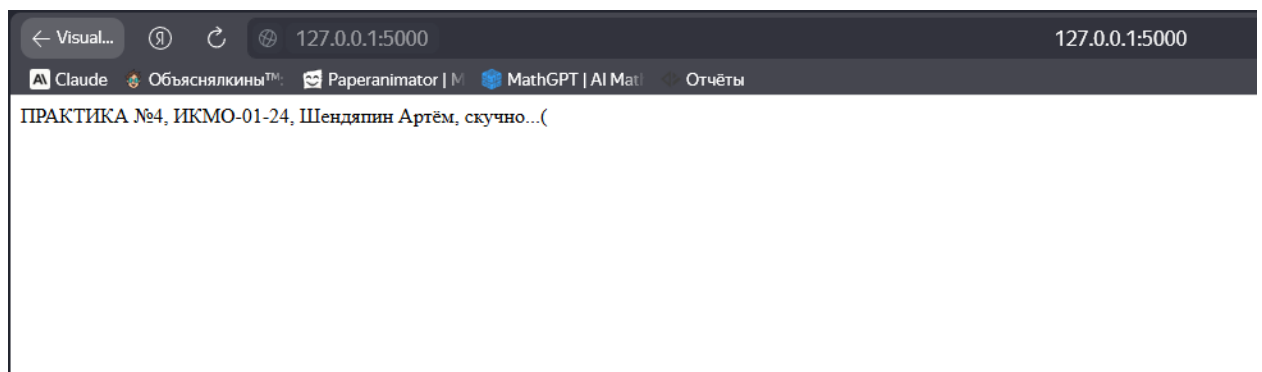 Visual... Я 127.0.0.1:5000 127.0.0.1:5000
Claude Объяснялкины™: Paperanimator | M MathGPT | AI Mat Отчёты
ПРАКТИКА №4, ИКМО-01-24, Шендяпин Артём, скучно...(